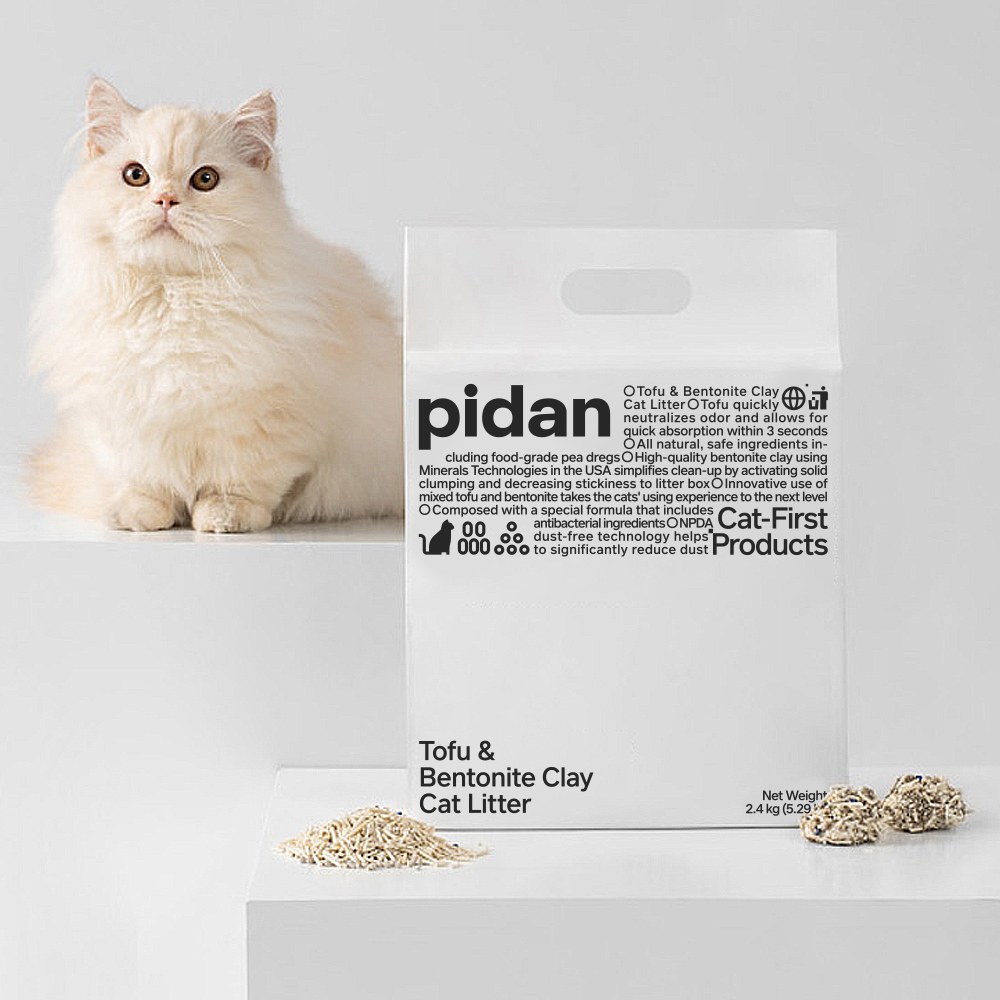 pidan
Tofu & Bentonite Clay
Cat Litter Tofu quickly
neutralizes odor and allows for
quick absorption within 3 seconds
All natural, safe ingredients in-
cluding food-grade pea dregs High-quality bentonite clay using
Minerals Technologies in the USA simplifies clean-up by activating solid
clumping and decreasing stickiness to litter box Innovative use of
mixed tofu and bentonite takes the cats' using experience to the next level
Composed with a special formula that includes
antibacterial ingredients NPDA
dust-free technology helps
to significantly reduce dust
Cat-First
Products
Tofu &
Bentonite Clay
Cat Litter
Net Weight
2.4 kg (5.29